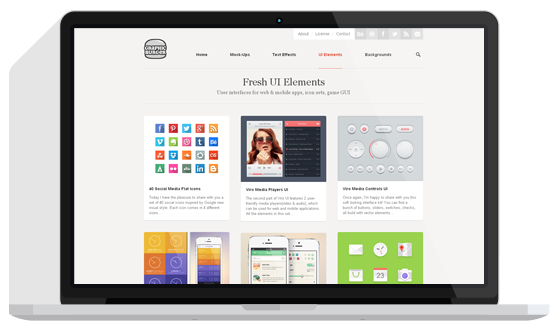 About License Contact
GRAPHIC
BURGER
Home Mock-Ups Text Effects UI Elements Backgrounds
Fresh UI Elements
User interfaces for web & mobile apps, icon sets, game GUI
40 Social Media Flat Icons
Today I have the pleasure to share with you a
set of 40 social icons inspired by Google new
visual style. Each icon comes in 4 different
sizes
Vire Media Players UI
The second part of Vire UI features 2 user-
friendly media players(video & audio), which
can be used for web and mobile applications.
All the elements in this set
Vire Media Controls UI
Once again, I'm happy to share with you this
soft looking interface kit! You can find a
bunch of buttons, sliders, switches, checks,
all build with vector elements
23